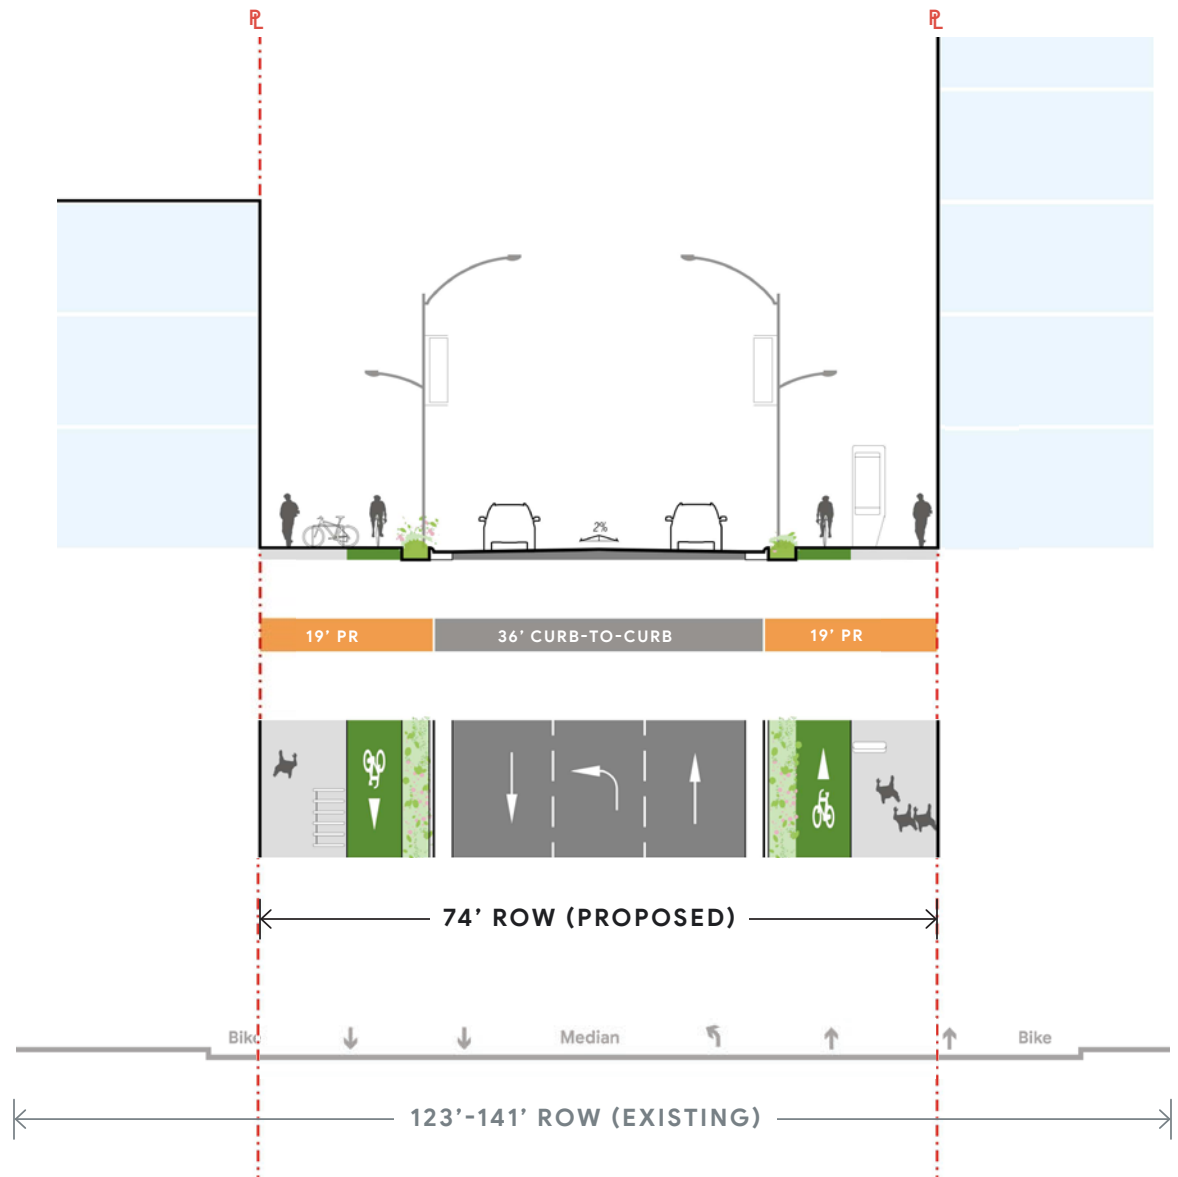 PL PL
2%
19’ PR 36’ CURB-TO-CURB 19’ PR
74’ ROW (PROPOSED)
Bike Median Bike
123’-141’ ROW (EXISTING)